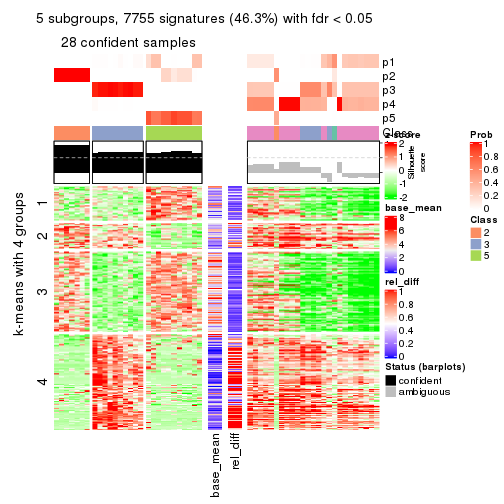 5 subgroups, 7755 signatures (46.3%) with fdr < 0.05
28 confident samples
p1
p2
p3
p4
p5
Class
Silhouette
score
1
2
3
4
k-means with 4 groups
base_mean
rel_diff
z-score
2
1
0
-1
-2
base_mean
8
6
4
2
0
rel_diff
1
0.8
0.6
0.4
0.2
0
Status (barplots)
confident
ambiguous
Prob
1
0.8
0.6
0.4
0.2
0
Class
2
3
5